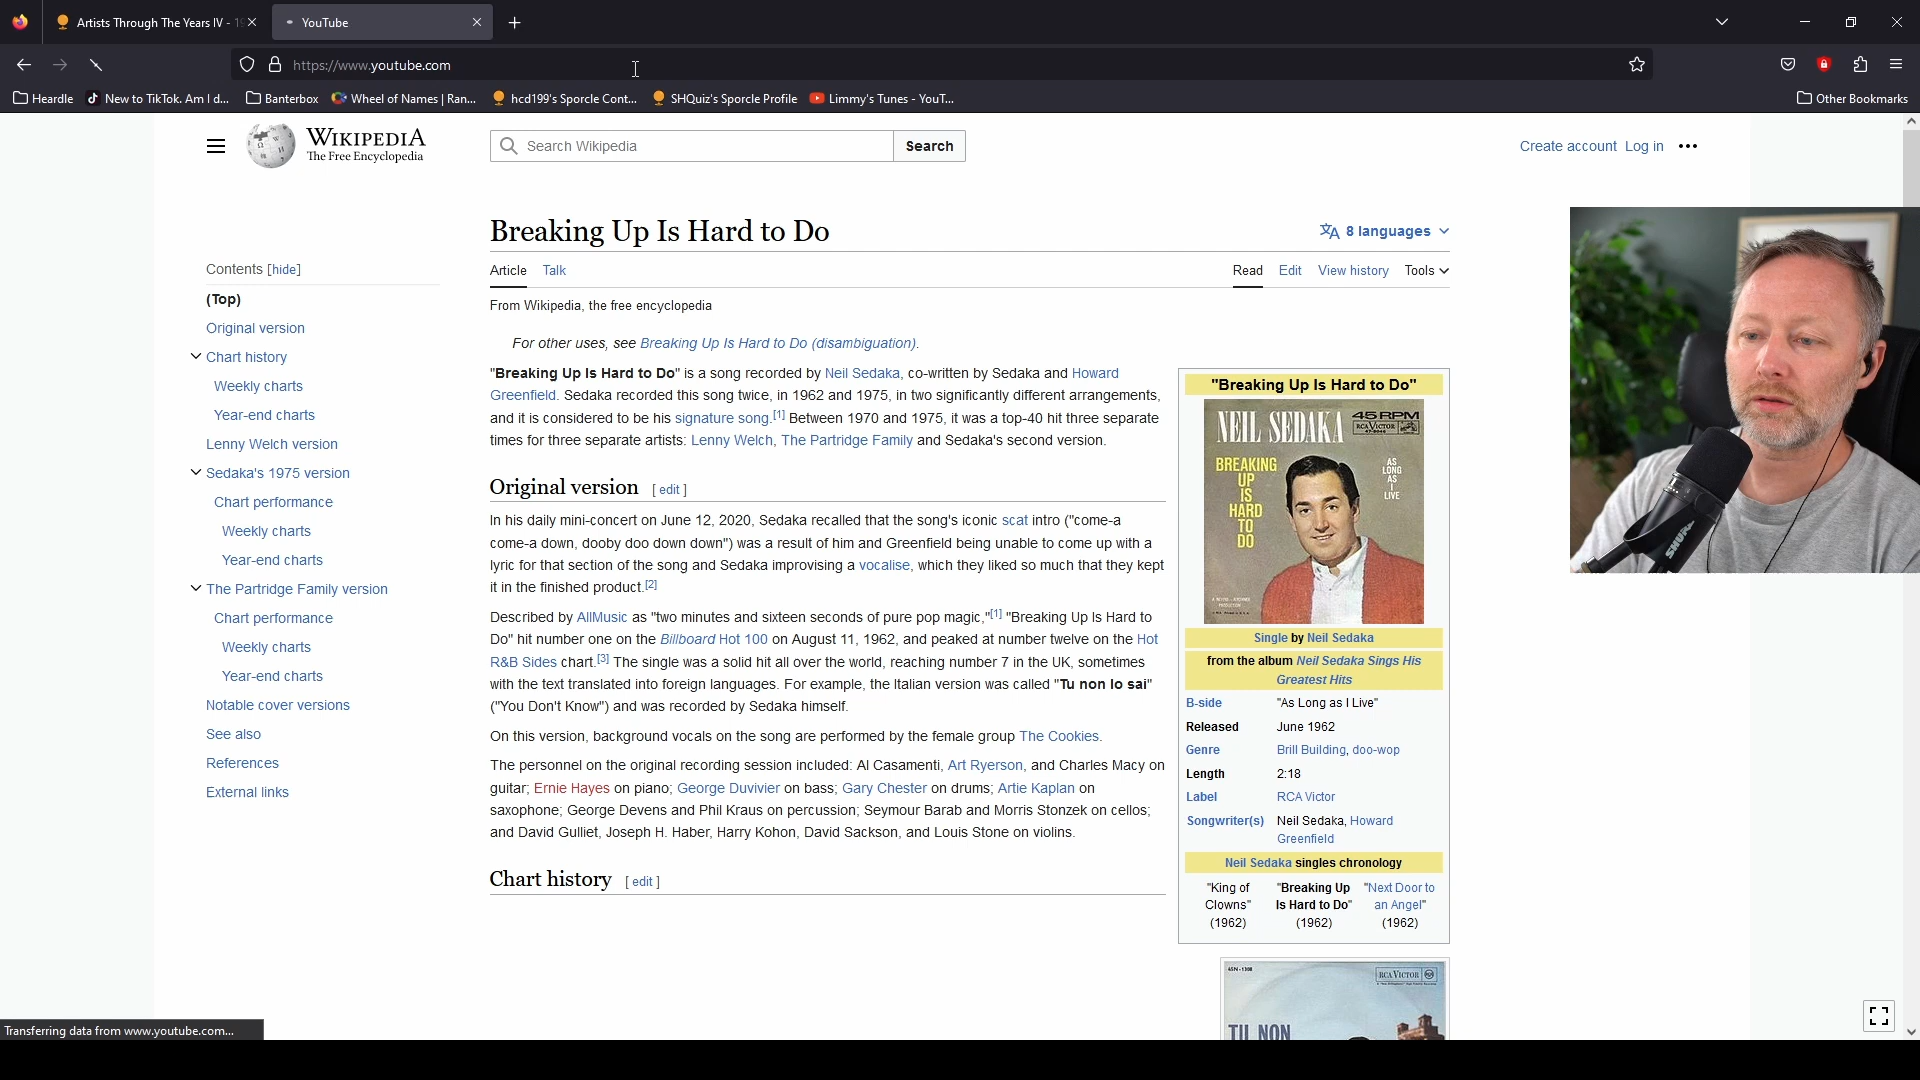 Artists Through The Years IV - 19
YouTube
https://www.youtube.com
Heardle
New to TikTok. Am I d...
Banterbox
Wheel of Names | Ran...
hcd199's Sporcle Cont...
SHQuiz's Sporcle Profile
Limmy's Tunes - YouT...
Other Bookmarks
WIKIPEDIA
The Free Encyclopedia
Search Wikipedia
Search
Create account Log in
Breaking Up Is Hard to Do
8 languages
Article Talk
Read Edit View history Tools
From Wikipedia, the free encyclopedia
Contents [hide]
(Top)
Original version
Chart history
Weekly charts
Year-end charts
Lenny Welch version
Sedaka's 1975 version
Chart performance
Weekly charts
Year-end charts
The Partridge Family version
Chart performance
Weekly charts
Year-end charts
Notable cover versions
See also
References
External links
For other uses, see Breaking Up Is Hard to Do (disambiguation).
"Breaking Up Is Hard to Do" is a song recorded by Neil Sedaka, co-written by Sedaka and Howard
Greenfield. Sedaka recorded this song twice, in 1962 and 1975, in two significantly different arrangements,
and it is considered to be his signature song.[1] Between 1970 and 1975, it was a top-40 hit three separate
times for three separate artists: Lenny Welch, The Partridge Family and Sedaka's second version.
Original version [ edit ]
In his daily mini-concert on June 12, 2020, Sedaka recalled that the song's iconic scat intro ("come-a
come-a down, dooby doo down down") was a result of him and Greenfield being unable to come up with a
lyric for that section of the song and Sedaka improvising a vocalise, which they liked so much that they kept
it in the finished product.[2]
Described by AllMusic as "two minutes and sixteen seconds of pure pop magic,"[1] "Breaking Up Is Hard to
Do" hit number one on the Billboard Hot 100 on August 11, 1962, and peaked at number twelve on the Hot
R&B Sides chart.[3] The single was a solid hit all over the world, reaching number 7 in the UK, sometimes
with the text translated into foreign languages. For example, the Italian version was called "Tu non lo sai"
("You Don't Know") and was recorded by Sedaka himself.
On this version, background vocals on the song are performed by the female group The Cookies.
The personnel on the original recording session included: Al Casamenti, Art Ryerson, and Charles Macy on
guitar; Ernie Hayes on piano; George Duvivier on bass; Gary Chester on drums; Artie Kaplan on
saxophone; George Devens and Phil Kraus on percussion; Seymour Barab and Morris Stonzek on cellos;
and David Gulliet, Joseph H. Haber, Harry Kohon, David Sackson, and Louis Stone on violins.
Chart history [ edit ]
"Breaking Up Is Hard to Do"
NEIL SEDAKA
45 RPM
RCA VICTOR
BREAKING
UP
IS
HARD
TO
DO
AS
LONG
AS
I
LIVE
Single by Neil Sedaka
from the album Neil Sedaka Sings His
Greatest Hits
B-side "As Long as I Live"
Released June 1962
Genre Brill Building, doo-wop
Length 2:18
Label RCA Victor
Songwriter(s) Neil Sedaka, Howard
Greenfield
Neil Sedaka singles chronology
"King of
Clowns"
(1962)
"Breaking Up
Is Hard to Do"
(1962)
"Next Door to
an Angel"
(1962)
45N-1308
RCA VICTOR
TU NON
SHURE
Transferring data from www.youtube.com...